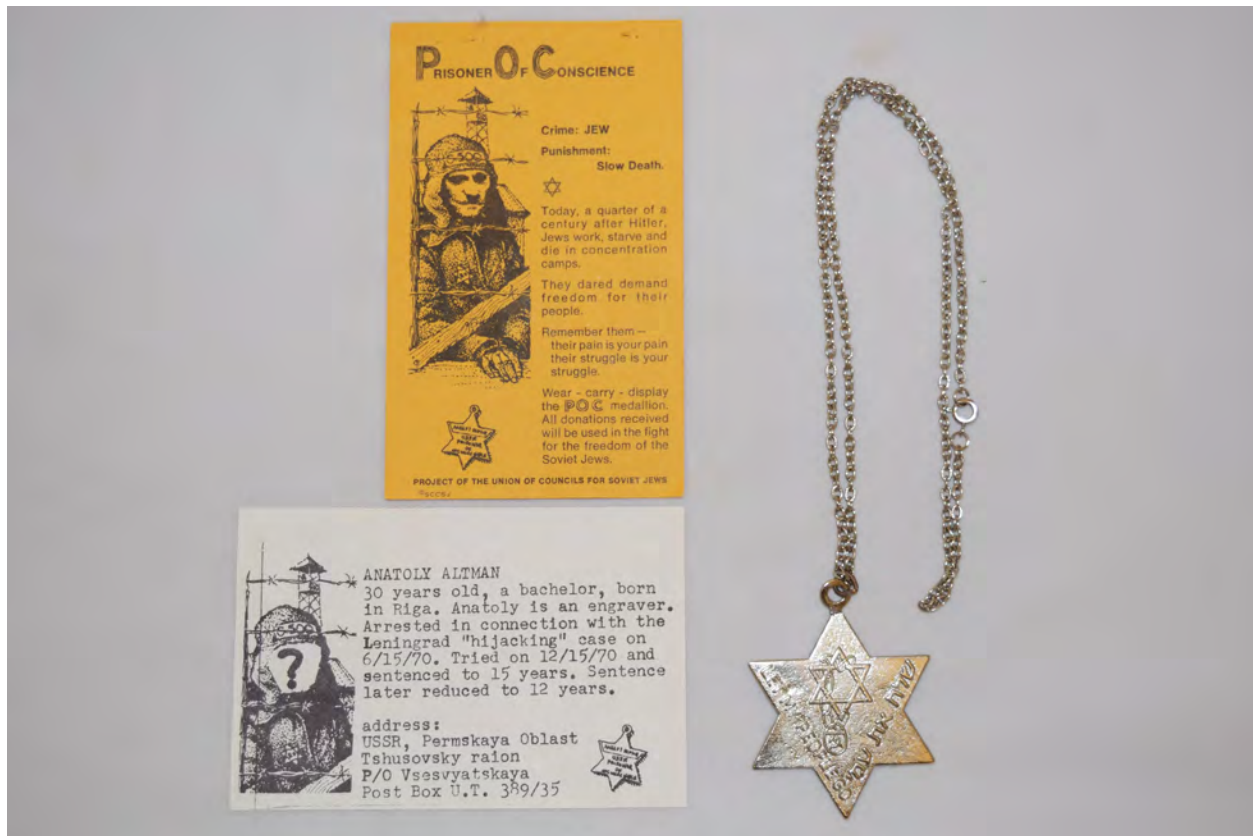 PRISONER OF CONSCIENCE
Crime: JEW
Punishment:
Slow Death.
Today, a quarter of a
century after Hitler,
Jews work, starve and
die in concentration
camps.
They dared demand
freedom for their
people.
Remember them —
their pain is your pain
their struggle is your
struggle.
Wear - carry - display
the POC medallion.
All donations received
will be used in the fight
for the freedom of the
Soviet Jews.
PROJECT OF THE UNION OF COUNCILS FOR SOVIET JEWS
?
ANATOLY ALTMAN
30 years old, a bachelor, born
in Riga. Anatoly is an engraver.
Arrested in connection with the
Leningrad "hijacking" case on
6/15/70. Tried on 12/15/70 and
sentenced to 15 years. Sentence
later reduced to 12 years.
address:
USSR, Permskaya Oblast
Tshusovsky raion
P/O Vsesvyatskaya
Post Box U.T. 389/35
שלח את עמי